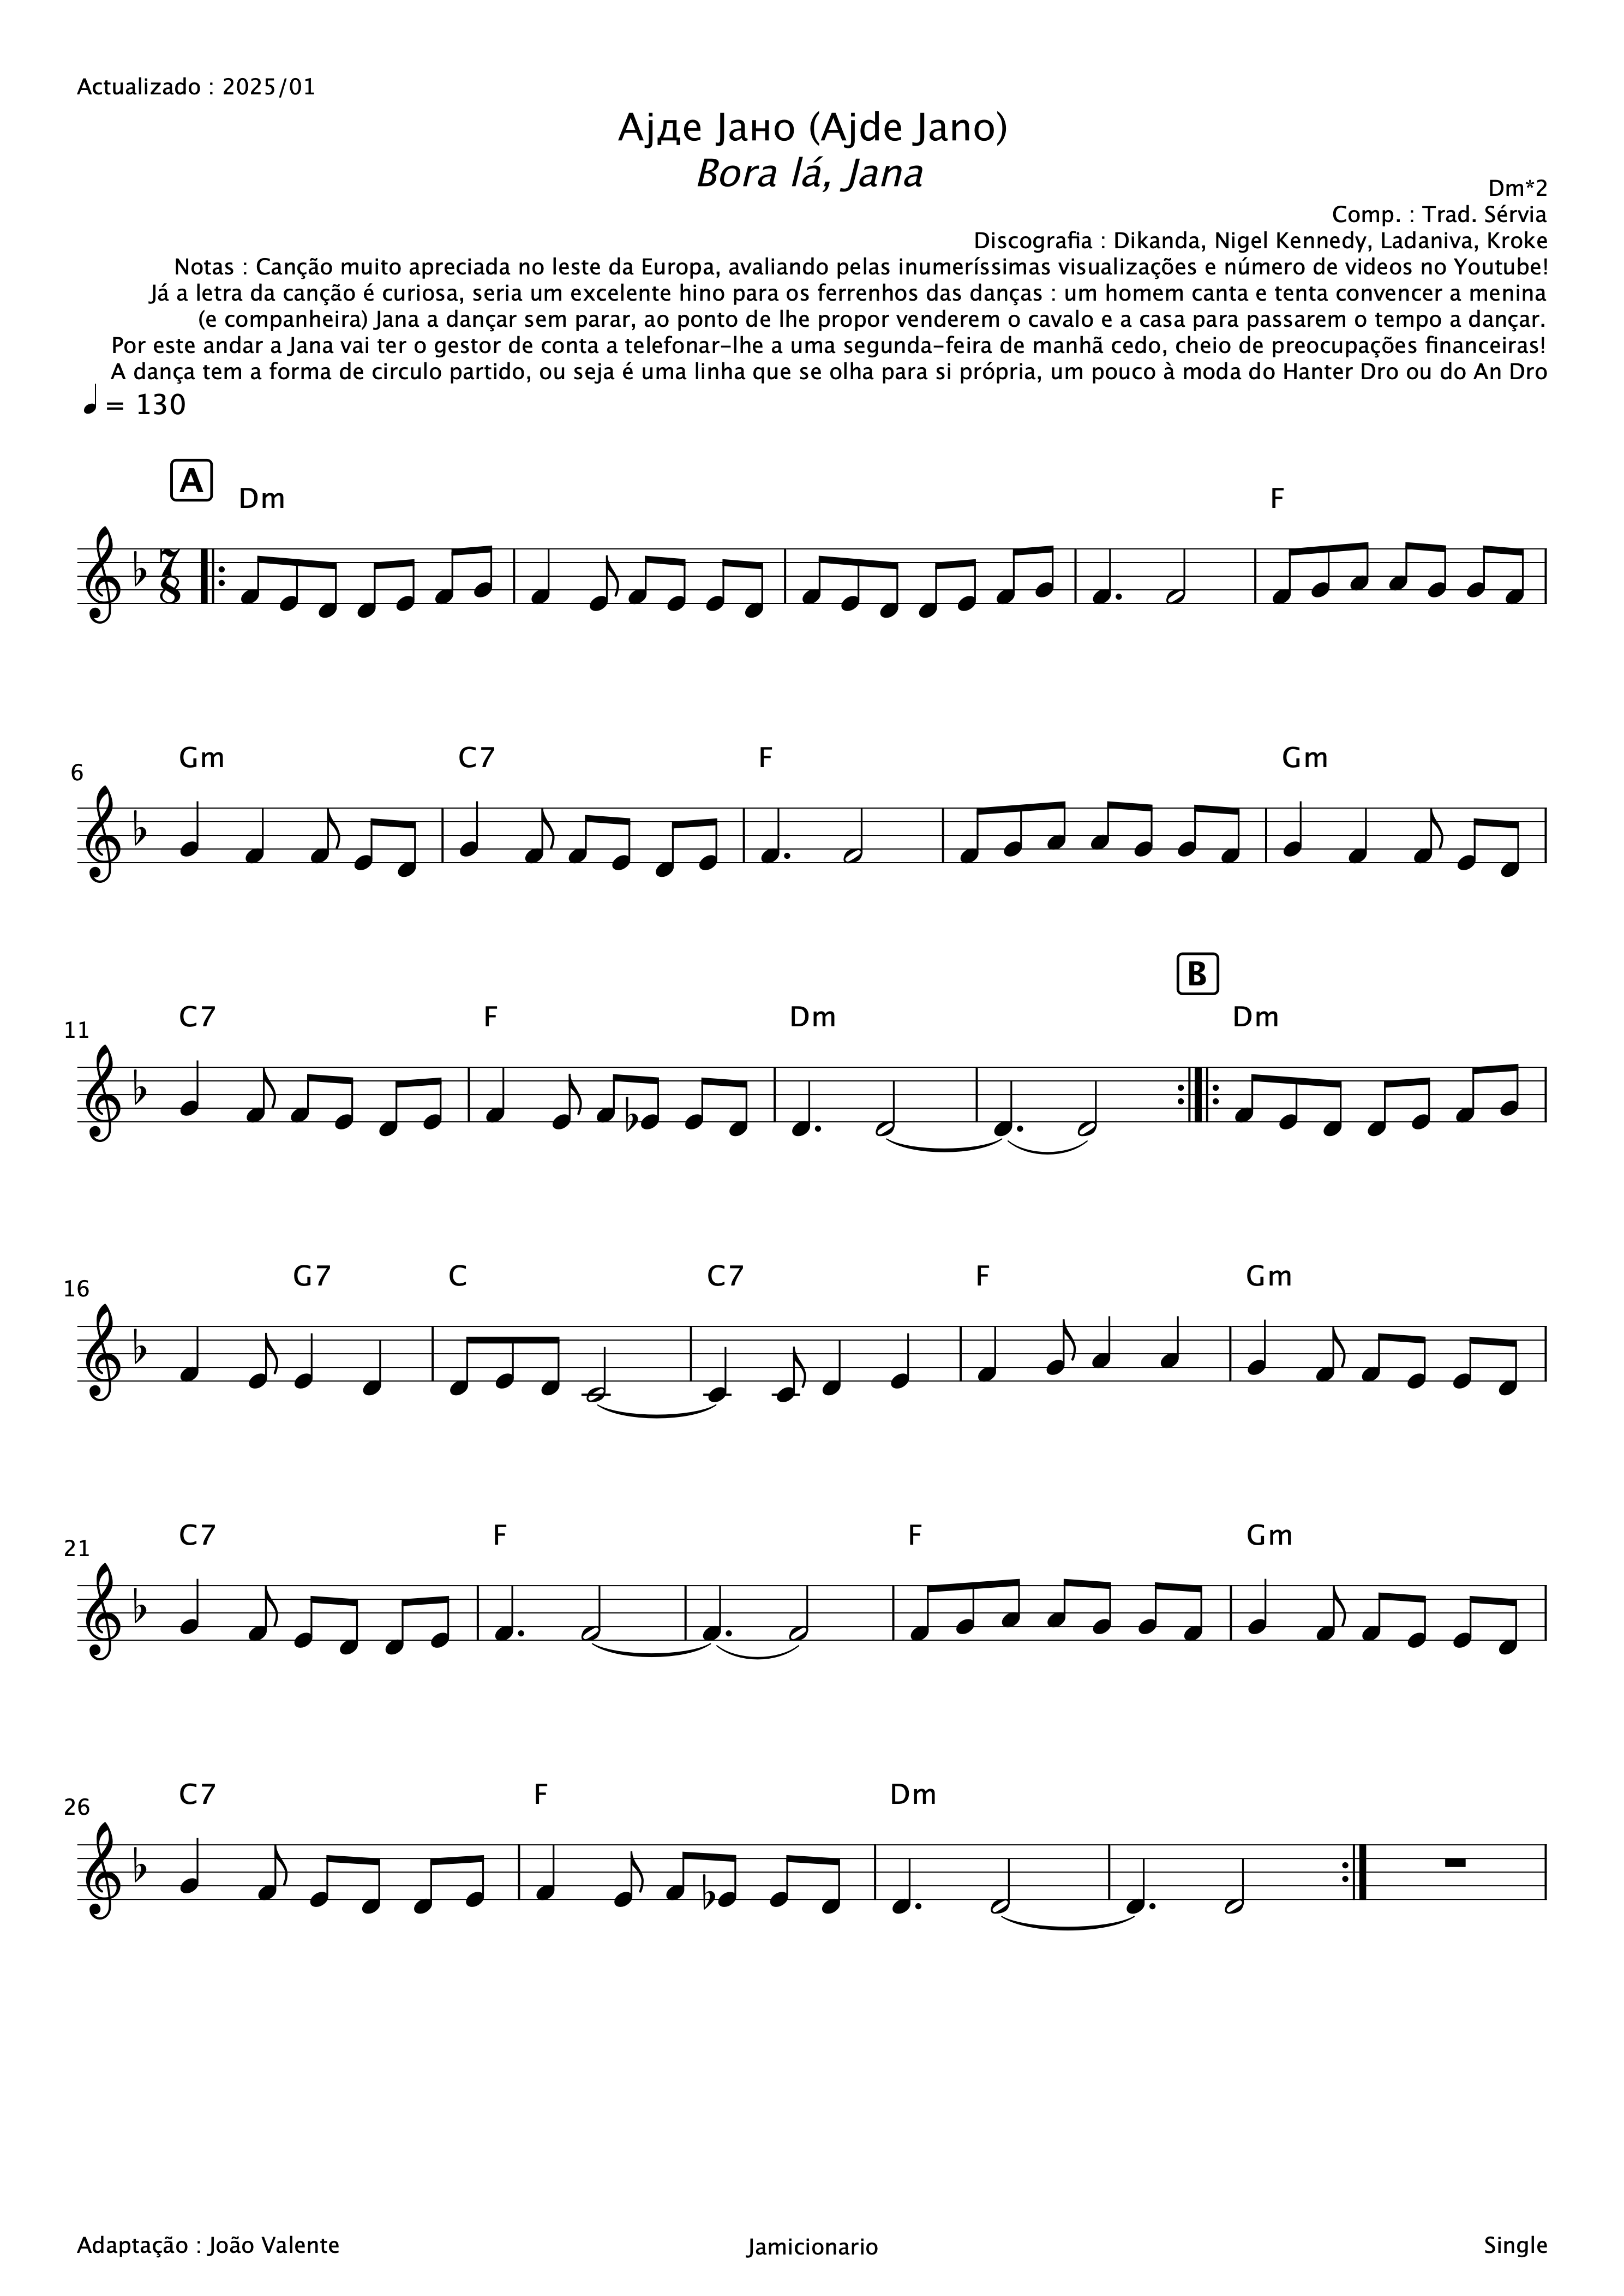 Actualizado : 2025/01
Ајде Јано (Ajde Jano)
Bora lá, Jana
Dm*2
Comp. : Trad. Sérvia
Discografia : Dikanda, Nigel Kennedy, Ladaniva, Kroke
Notas : Canção muito apreciada no leste da Europa, avaliando pelas inumeríssimas visualizações e número de videos no Youtube!
Já a letra da canção é curiosa, seria um excelente hino para os ferrenhos das danças : um homem canta e tenta convencer a menina
(e companheira) Jana a dançar sem parar, ao ponto de lhe propor venderem o cavalo e a casa para passarem o tempo a dançar.
Por este andar a Jana vai ter o gestor de conta a telefonar-lhe a uma segunda-feira de manhã cedo, cheio de preocupações financeiras!
A dança tem a forma de circulo partido, ou seja é uma linha que se olha para si própria, um pouco à moda do Hanter Dro ou do An Dro
♩ = 130
A
Dm F
7
8
6
Gm C7 F Gm
B
11
C7 F Dm Dm
16
G7 C C7 F Gm
21
C7 F F Gm
26
C7 F Dm
Adaptação : João Valente Jamicionario Single